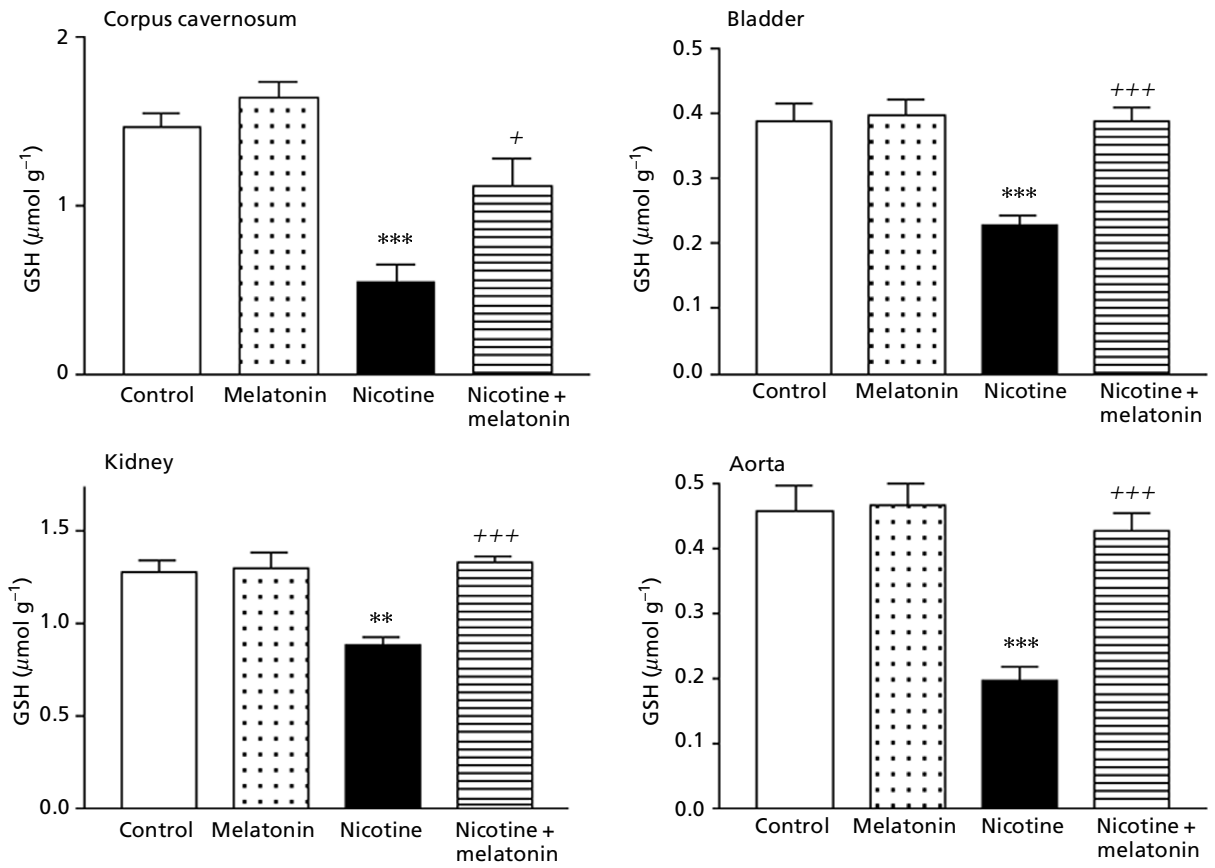 Corpus cavernosum
2
1
0
GSH (μmol g⁻¹)
***
+
Control
Melatonin
Nicotine
Nicotine +
melatonin
Bladder
0.5
0.4
0.3
0.2
0.1
0.0
GSH (μmol g⁻¹)
***
+++
Control
Melatonin
Nicotine
Nicotine +
melatonin
Kidney
1.5
1.0
0.5
0.0
GSH (μmol g⁻¹)
**
+++
Control
Melatonin
Nicotine
Nicotine +
melatonin
Aorta
0.5
0.4
0.3
0.2
0.1
0.0
GSH (μmol g⁻¹)
***
+++
Control
Melatonin
Nicotine
Nicotine +
melatonin